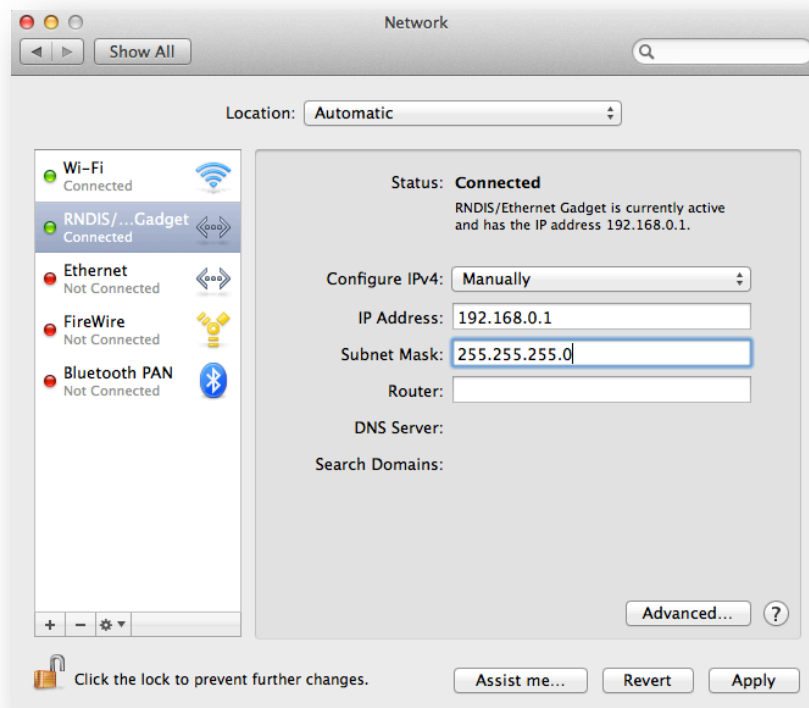 Network
Show All
Location: Automatic
Wi-Fi
Connected
RNDIS/...Gadget
Connected
Ethernet
Not Connected
FireWire
Not Connected
Bluetooth PAN
Not Connected
Status: Connected
RNDIS/Ethernet Gadget is currently active
and has the IP address 192.168.0.1.
Configure IPv4: Manually
IP Address: 192.168.0.1
Subnet Mask: 255.255.255.0
Router:
DNS Server:
Search Domains:
Advanced... ?
Click the lock to prevent further changes.
Assist me... Revert Apply